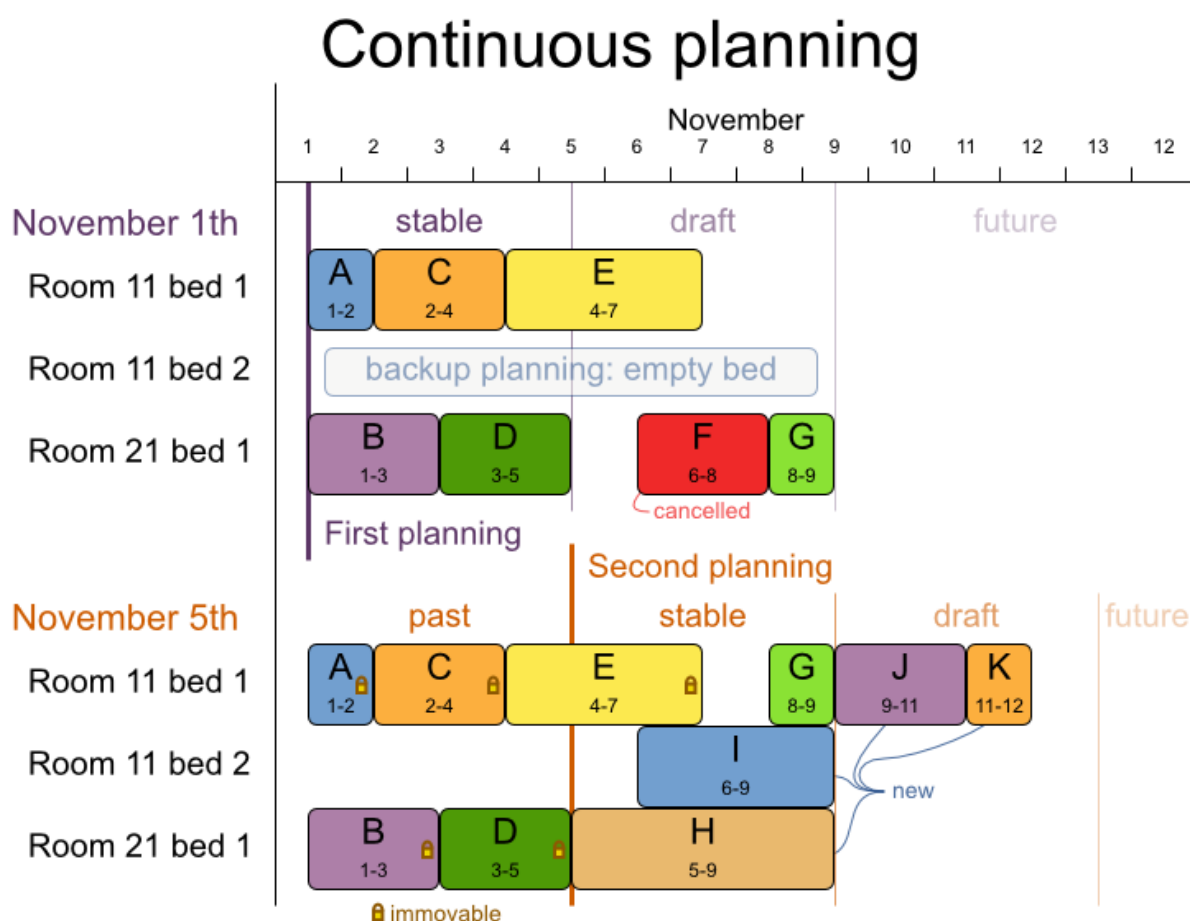 Continuous planning
November
1 2 3 4 5 6 7 8 9 10 11 12 13 12
November 1th stable draft future
Room 11 bed 1 A C E
1-2 2-4 4-7
Room 11 bed 2 backup planning: empty bed
Room 21 bed 1 B D F G
1-3 3-5 6-8 8-9
cancelled
First planning
Second planning
November 5th past stable draft future
Room 11 bed 1 A C E G J K
1-2 2-4 4-7 8-9 9-11 11-12
Room 11 bed 2 I
6-9 new
Room 21 bed 1 B D H
1-3 3-5 5-9
immovable